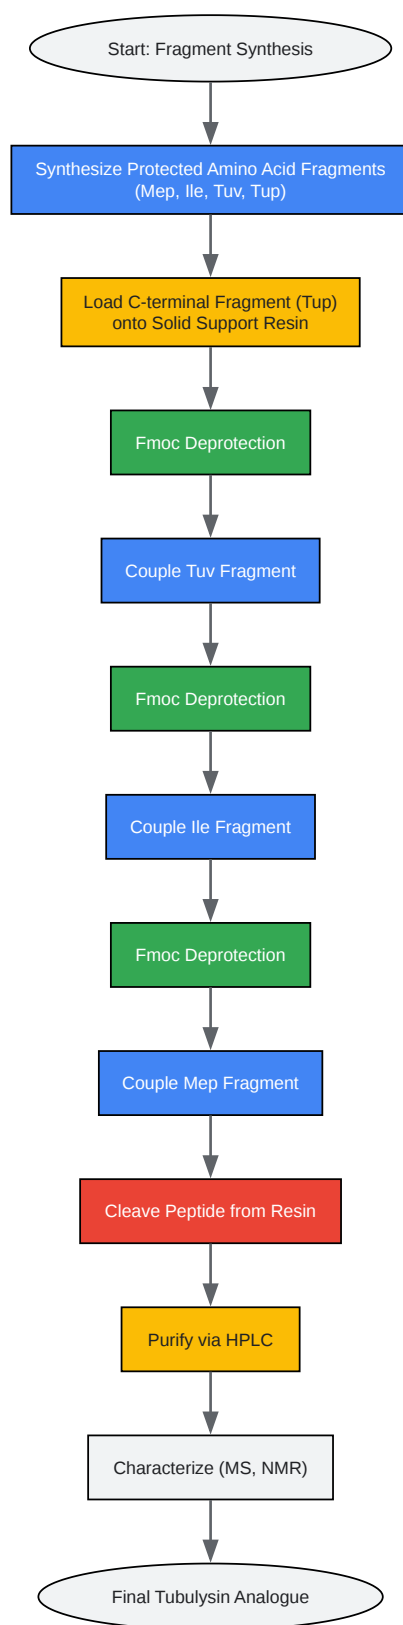 Start: Fragment Synthesis
Synthesize Protected Amino Acid Fragments
(Mep, Ile, Tuv, Tup)
Load C-terminal Fragment (Tup)
onto Solid Support Resin
Fmoc Deprotection
Couple Tuv Fragment
Fmoc Deprotection
Couple Ile Fragment
Fmoc Deprotection
Couple Mep Fragment
Cleave Peptide from Resin
Purify via HPLC
Characterize (MS, NMR)
Final Tubulysin Analogue